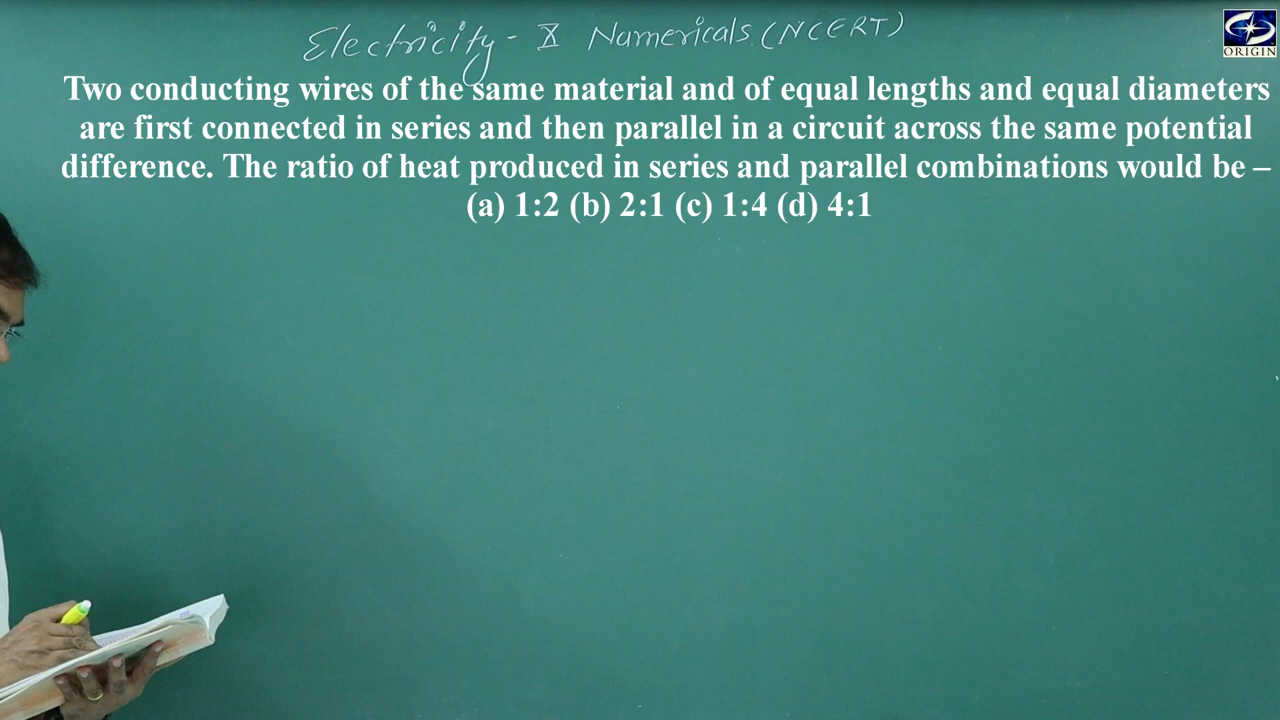 Electricity - X Numericals (NCERT)
ORIGIN
Two conducting wires of the same material and of equal lengths and equal diameters
are first connected in series and then parallel in a circuit across the same potential
difference. The ratio of heat produced in series and parallel combinations would be –
(a) 1:2 (b) 2:1 (c) 1:4 (d) 4:1